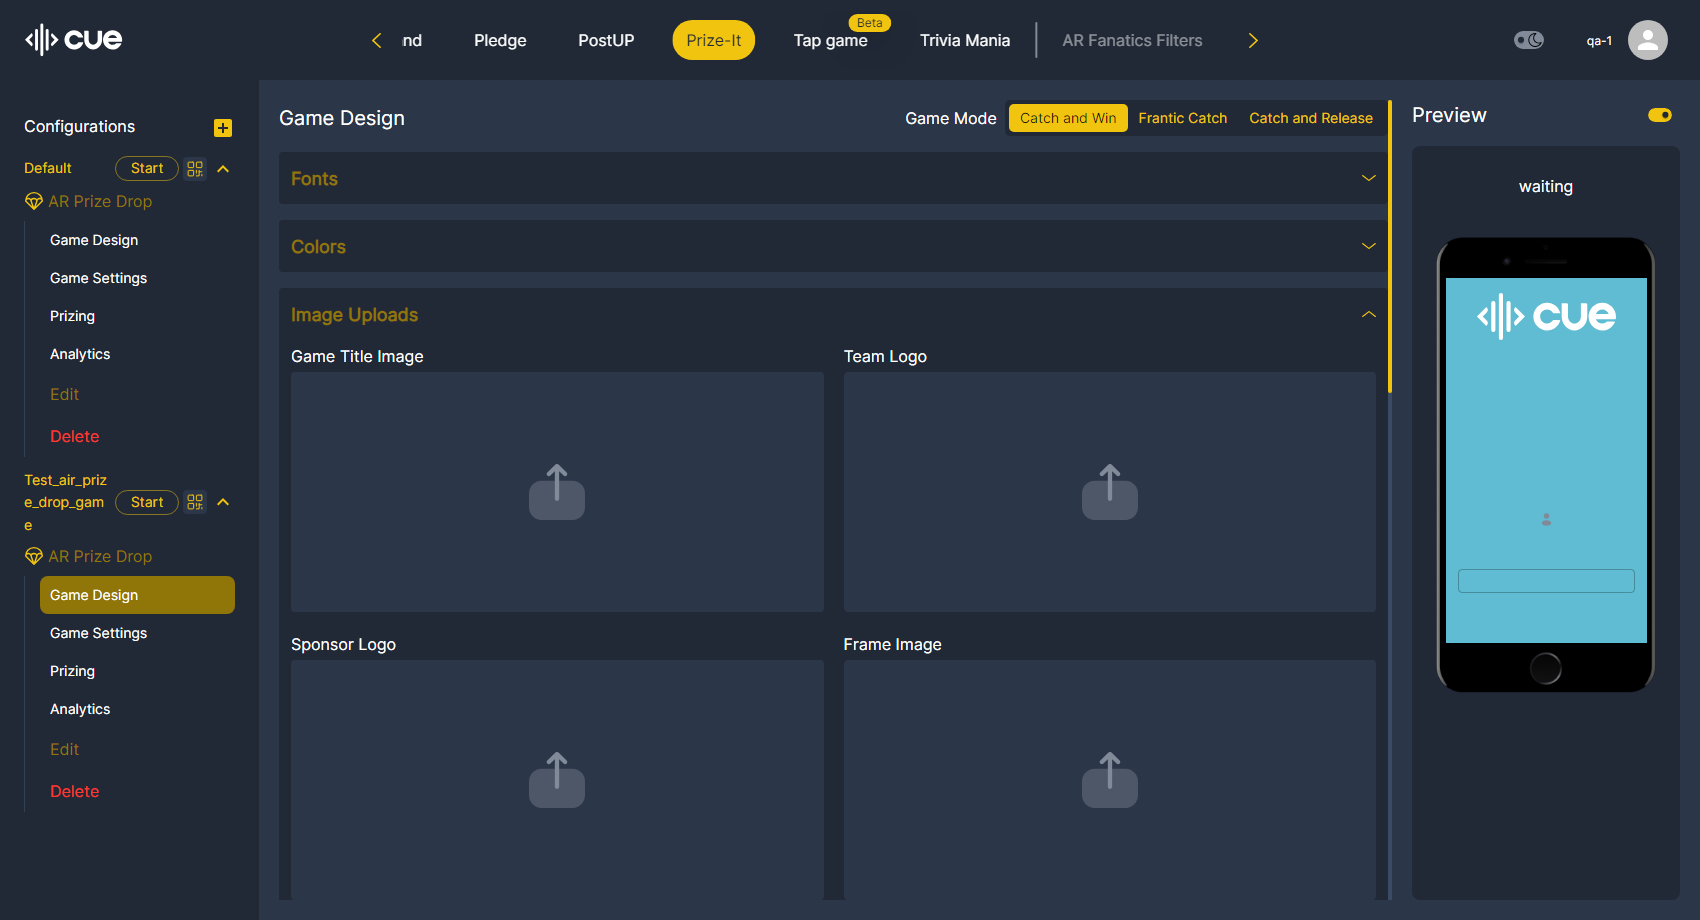 cue
nd
Pledge
PostUP
Prize-It
Beta
Tap game
Trivia Mania
AR Fanatics Filters
qa-1
Configurations
Default
Start
AR Prize Drop
Game Design
Game Settings
Prizing
Analytics
Edit
Delete
Test_air_priz
e_drop_gam
e
Start
AR Prize Drop
Game Design
Game Settings
Prizing
Analytics
Edit
Delete
Game Design
Game Mode
Catch and Win
Frantic Catch
Catch and Release
Fonts
Colors
Image Uploads
Game Title Image
Team Logo
Sponsor Logo
Frame Image
Preview
waiting
cue